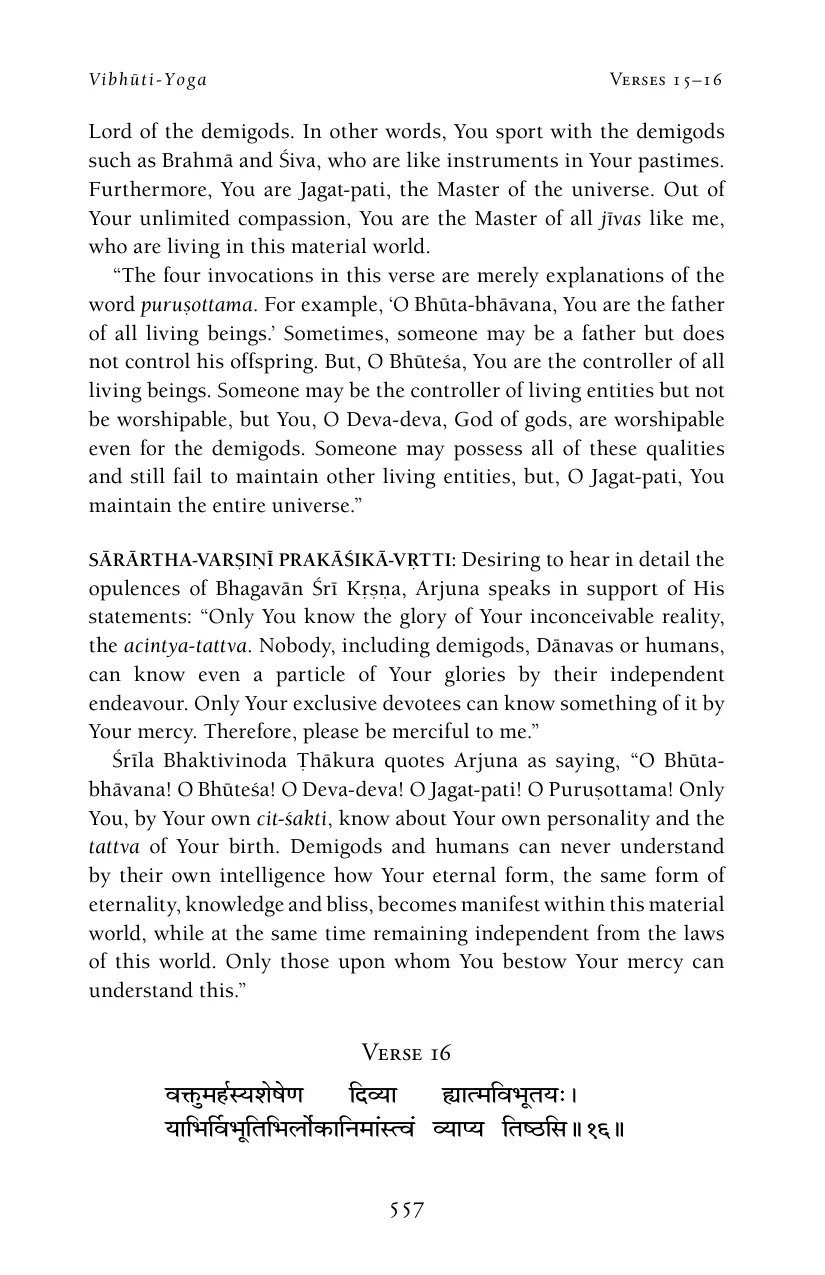 Vibhūti-Yoga Verses 15–16
Lord of the demigods. In other words, You sport with the demigods
such as Brahmā and Śiva, who are like instruments in Your pastimes.
Furthermore, You are Jagat-pati, the Master of the universe. Out of
Your unlimited compassion, You are the Master of all jīvas like me,
who are living in this material world.
“The four invocations in this verse are merely explanations of the
word puruṣottama. For example, ‘O Bhūta-bhāvana, You are the father
of all living beings.’ Sometimes, someone may be a father but does
not control his offspring. But, O Bhūteśa, You are the controller of all
living beings. Someone may be the controller of living entities but not
be worshipable, but You, O Deva-deva, God of gods, are worshipable
even for the demigods. Someone may possess all of these qualities
and still fail to maintain other living entities, but, O Jagat-pati, You
maintain the entire universe.”
SĀRĀRTHA-VARṢIṆĪ PRAKĀŚIKĀ-VṚTTI: Desiring to hear in detail the
opulences of Bhagavān Śrī Kṛṣṇa, Arjuna speaks in support of His
statements: “Only You know the glory of Your inconceivable reality,
the acintya-tattva. Nobody, including demigods, Dānavas or humans,
can know even a particle of Your glories by their independent
endeavour. Only Your exclusive devotees can know something of it by
Your mercy. Therefore, please be merciful to me.”
Śrīla Bhaktivinoda Ṭhākura quotes Arjuna as saying, “O Bhūta-
bhāvana! O Bhūteśa! O Deva-deva! O Jagat-pati! O Puruṣottama! Only
You, by Your own cit-śakti, know about Your own personality and the
tattva of Your birth. Demigods and humans can never understand
by their own intelligence how Your eternal form, the same form of
eternality, knowledge and bliss, becomes manifest within this material
world, while at the same time remaining independent from the laws
of this world. Only those upon whom You bestow Your mercy can
understand this.”
Verse 16
वक्तुमर्हस्यशेषेण दिव्या ह्यात्मविभूतयः।
याभिर्विभूतिभिर्लोकानिमांस्त्वं व्याप्य तिष्ठसि॥१६॥
557